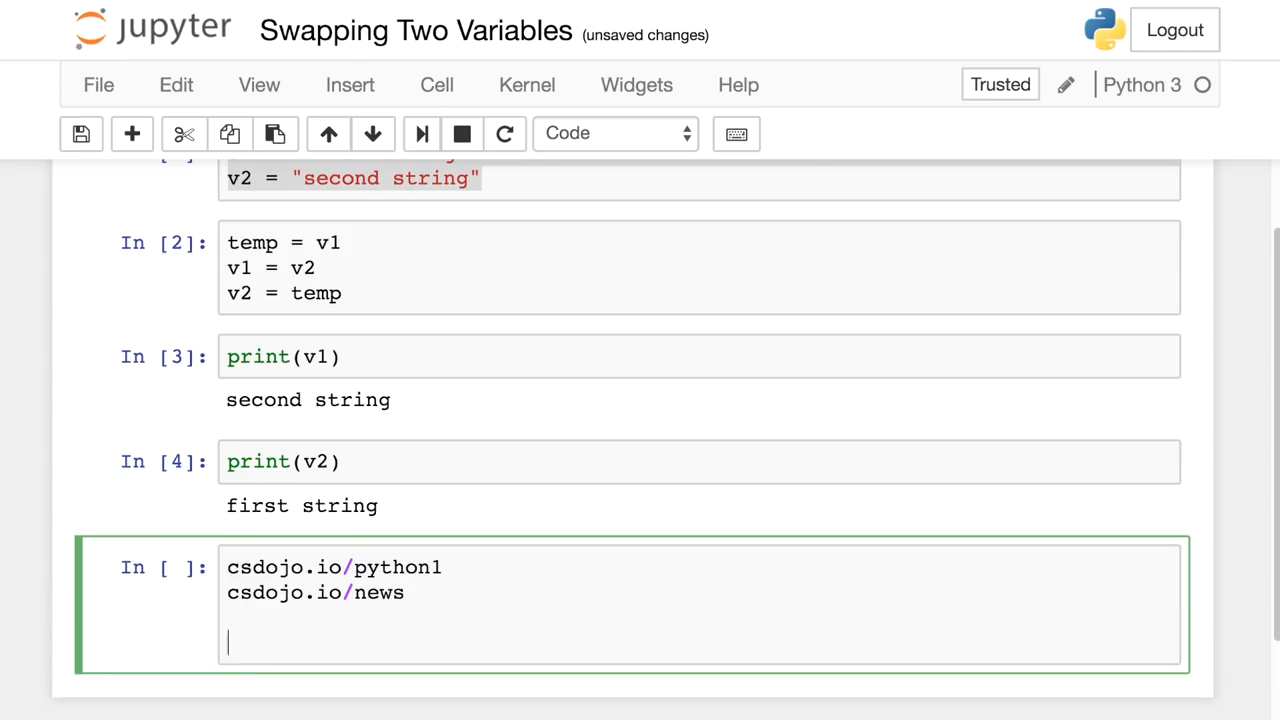 jupyter Swapping Two Variables (unsaved changes) Logout
File Edit View Insert Cell Kernel Widgets Help Trusted Python 3
Code
v2 = "second string"
In [2]: temp = v1
v1 = v2
v2 = temp
In [3]: print(v1)
second string
In [4]: print(v2)
first string
In [ ]: csdojo.io/python1
csdojo.io/news